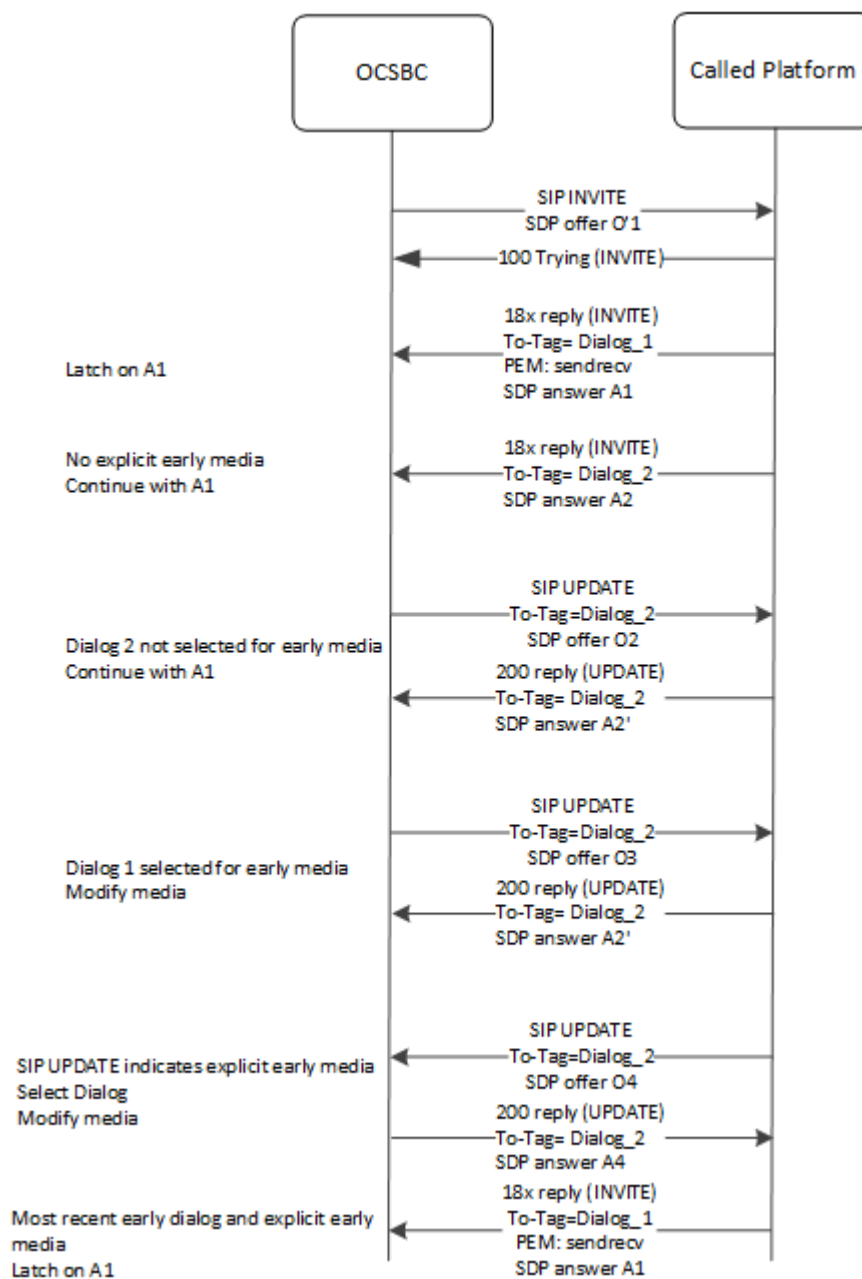 OCSBC
Called Platform
SIP INVITE
SDP offer O'1
100 Trying (INVITE)
18x reply (INVITE)
To-Tag= Dialog_1
PEM: sendrecv
SDP answer A1
Latch on A1
18x reply (INVITE)
To-Tag= Dialog_2
SDP answer A2
No explicit early media
Continue with A1
SIP UPDATE
To-Tag=Dialog_2
SDP offer O2
Dialog 2 not selected for early media
Continue with A1
200 reply (UPDATE)
To-Tag= Dialog_2
SDP answer A2'
SIP UPDATE
To-Tag=Dialog_2
SDP offer O3
Dialog 1 selected for early media
Modify media
200 reply (UPDATE)
To-Tag= Dialog_2
SDP answer A2'
SIP UPDATE
To-Tag=Dialog_2
SDP offer O4
SIP UPDATE indicates explicit early media
Select Dialog
Modify media
200 reply (UPDATE)
To-Tag= Dialog_2
SDP answer A4
18x reply (INVITE)
To-Tag=Dialog_1
PEM: sendrecv
SDP answer A1
Most recent early dialog and explicit early
media
Latch on A1